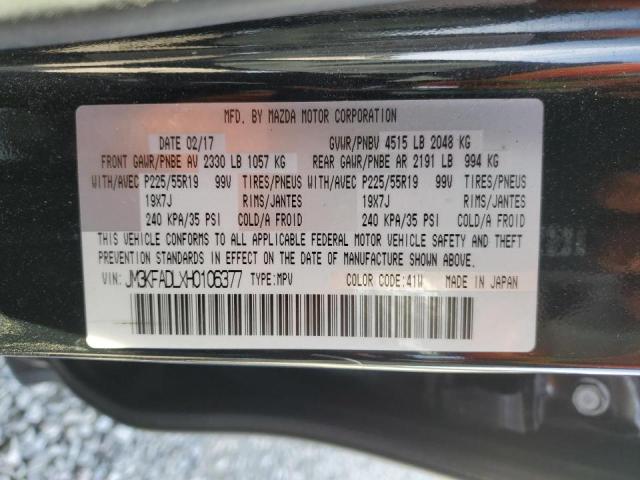 MFD. BY MAZDA MOTOR CORPORATION
DATE 02/17 GVWR/PNBV 4515 LB 2048 KG
FRONT GAWR/PNBE AV 2330 LB 1057 KG REAR GAWR/PNBE AR 2191 LB 994 KG
WITH/AVEC P225/55R19 99V TIRES/PNEUS WITH/AVEC P225/55R19 99V TIRES/PNEUS
19X7J RIMS/JANTES 19X7J RIMS/JANTES
240 KPA/35 PSI COLD/A FROID 240 KPA/35 PSI COLD/A FROID
THIS VEHICLE CONFORMS TO ALL APPLICABLE FEDERAL MOTOR VEHICLE SAFETY AND THEFT
PREVENTION STANDARDS IN EFFECT ON THE DATE OF MANUFACTURE SHOWN ABOVE.
VIN: JM3KFADLXH0106377 TYPE:MPV COLOR CODE:41W MADE IN JAPAN